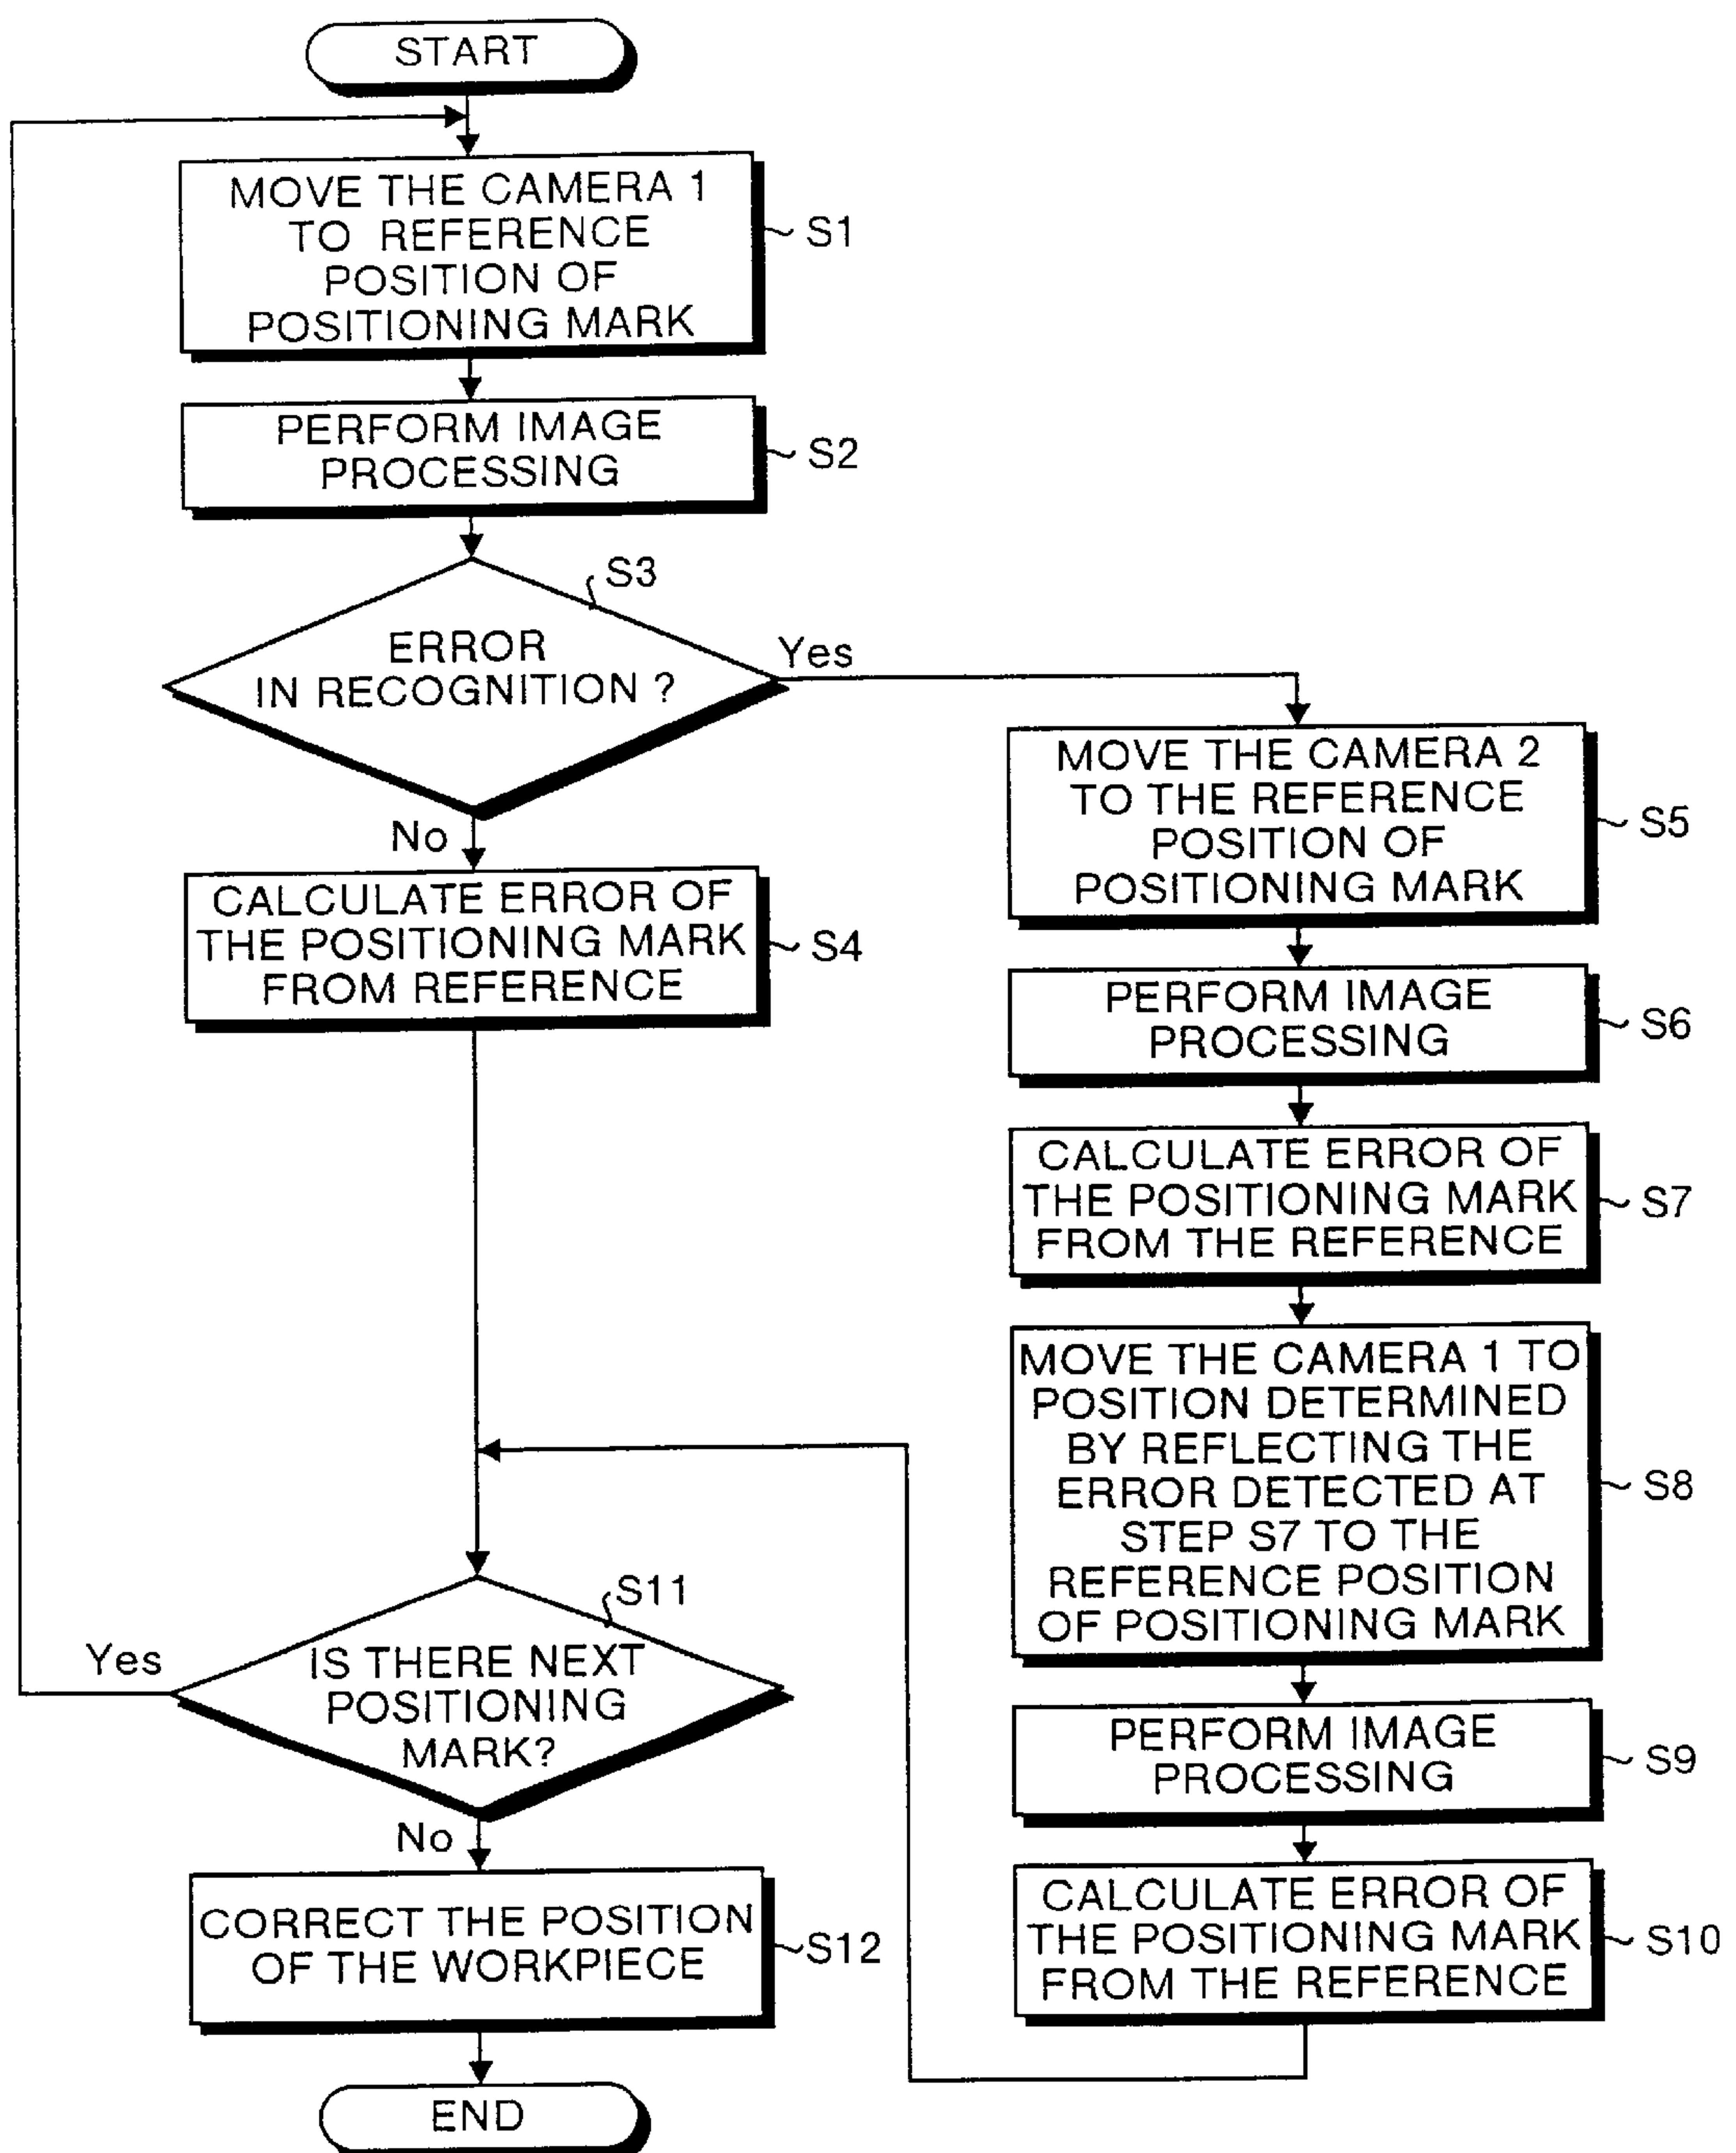 START
MOVE THE CAMERA 1
TO REFERENCE
POSITION OF
POSITIONING MARK
S1
PERFORM IMAGE
PROCESSING
S2
S3
ERROR
IN RECOGNITION ?
Yes
No
CALCULATE ERROR OF
THE POSITIONING MARK
FROM REFERENCE
S4
MOVE THE CAMERA 2
TO THE REFERENCE
POSITION OF
POSITIONING MARK
S5
PERFORM IMAGE
PROCESSING
S6
CALCULATE ERROR OF
THE POSITIONING MARK
FROM THE REFERENCE
S7
MOVE THE CAMERA 1 TO
POSITION DETERMINED
BY REFLECTING THE
ERROR DETECTED AT
STEP S7 TO THE
REFERENCE POSITION
OF POSITIONING MARK
S8
PERFORM IMAGE
PROCESSING
S9
CALCULATE ERROR OF
THE POSITIONING MARK
FROM THE REFERENCE
S10
S11
IS THERE NEXT
POSITIONING
MARK?
Yes
No
CORRECT THE POSITION
OF THE WORKPIECE
S12
END